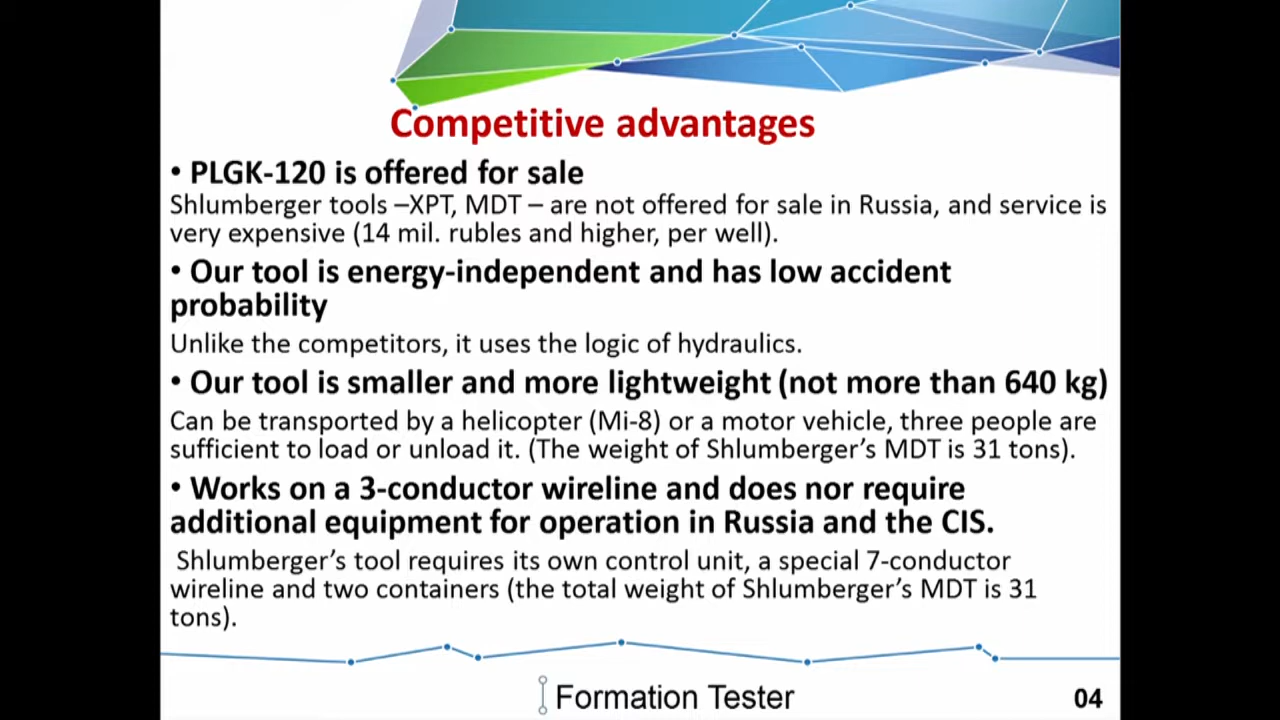 Competitive advantages
• PLGK-120 is offered for sale
Shlumberger tools –XPT, MDT – are not offered for sale in Russia, and service is
very expensive (14 mil. rubles and higher, per well).
• Our tool is energy-independent and has low accident
probability
Unlike the competitors, it uses the logic of hydraulics.
• Our tool is smaller and more lightweight (not more than 640 kg)
Can be transported by a helicopter (Mi-8) or a motor vehicle, three people are
sufficient to load or unload it. (The weight of Shlumberger’s MDT is 31 tons).
• Works on a 3-conductor wireline and does nor require
additional equipment for operation in Russia and the CIS.
Shlumberger’s tool requires its own control unit, a special 7-conductor
wireline and two containers (the total weight of Shlumberger’s MDT is 31
tons).
Formation Tester
04